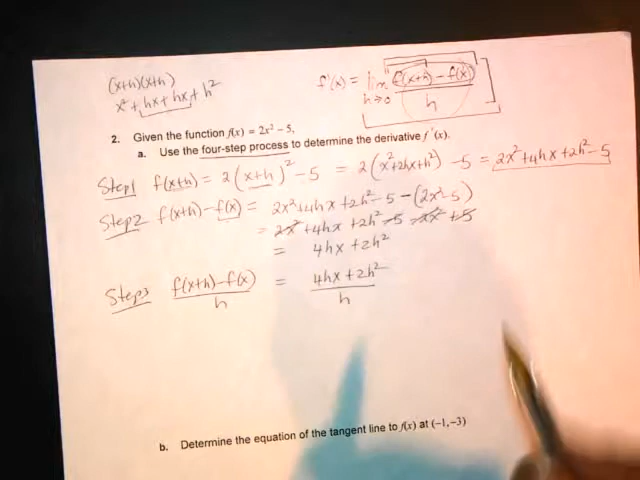 (x+h)(x+h)
x² + hx + hx + h²
f'(x) = lim h→0 f(x+h) - f(x) / h
2. Given the function f(x) = 2x² – 5,
a. Use the four-step process to determine the derivative f '(x).
Step1 f(x+h) = 2(x+h)² - 5 = 2(x²+2hx+h²) - 5 = 2x²+4hx+2h²-5
Step2 f(x+h)-f(x) = 2x²+4hx+2h²-5-(2x²-5)
= 2x²+4hx+2h²-5-2x²+5
= 4hx+2h²
Step3 f(x+h)-f(x) / h = 4hx+2h² / h
b. Determine the equation of the tangent line to f(x) at (–1,–3)